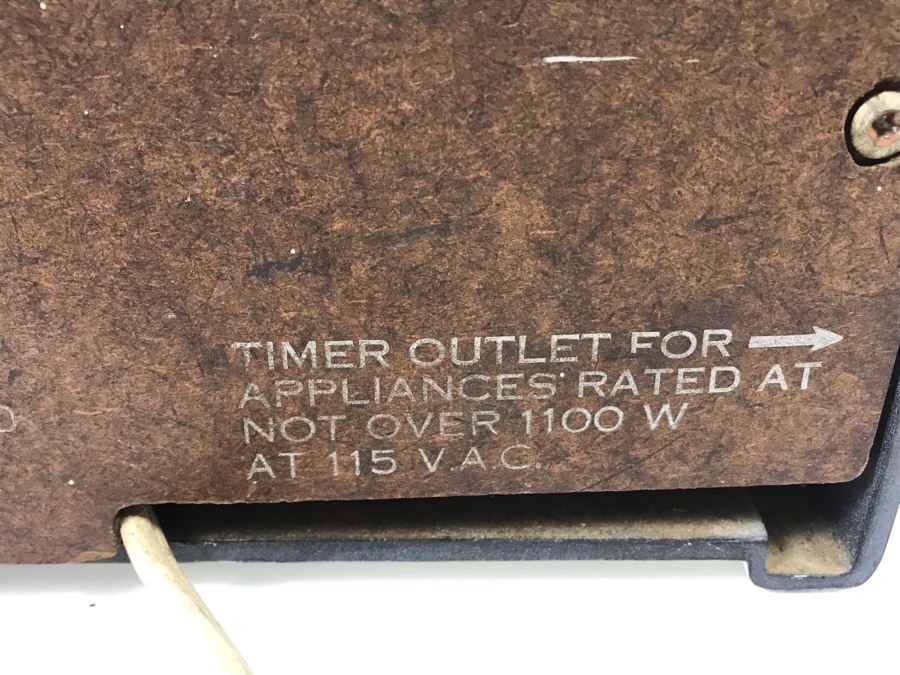 TIMER OUTLET FOR →
APPLIANCES RATED AT
NOT OVER 1100 W
AT 115 V.A.C.